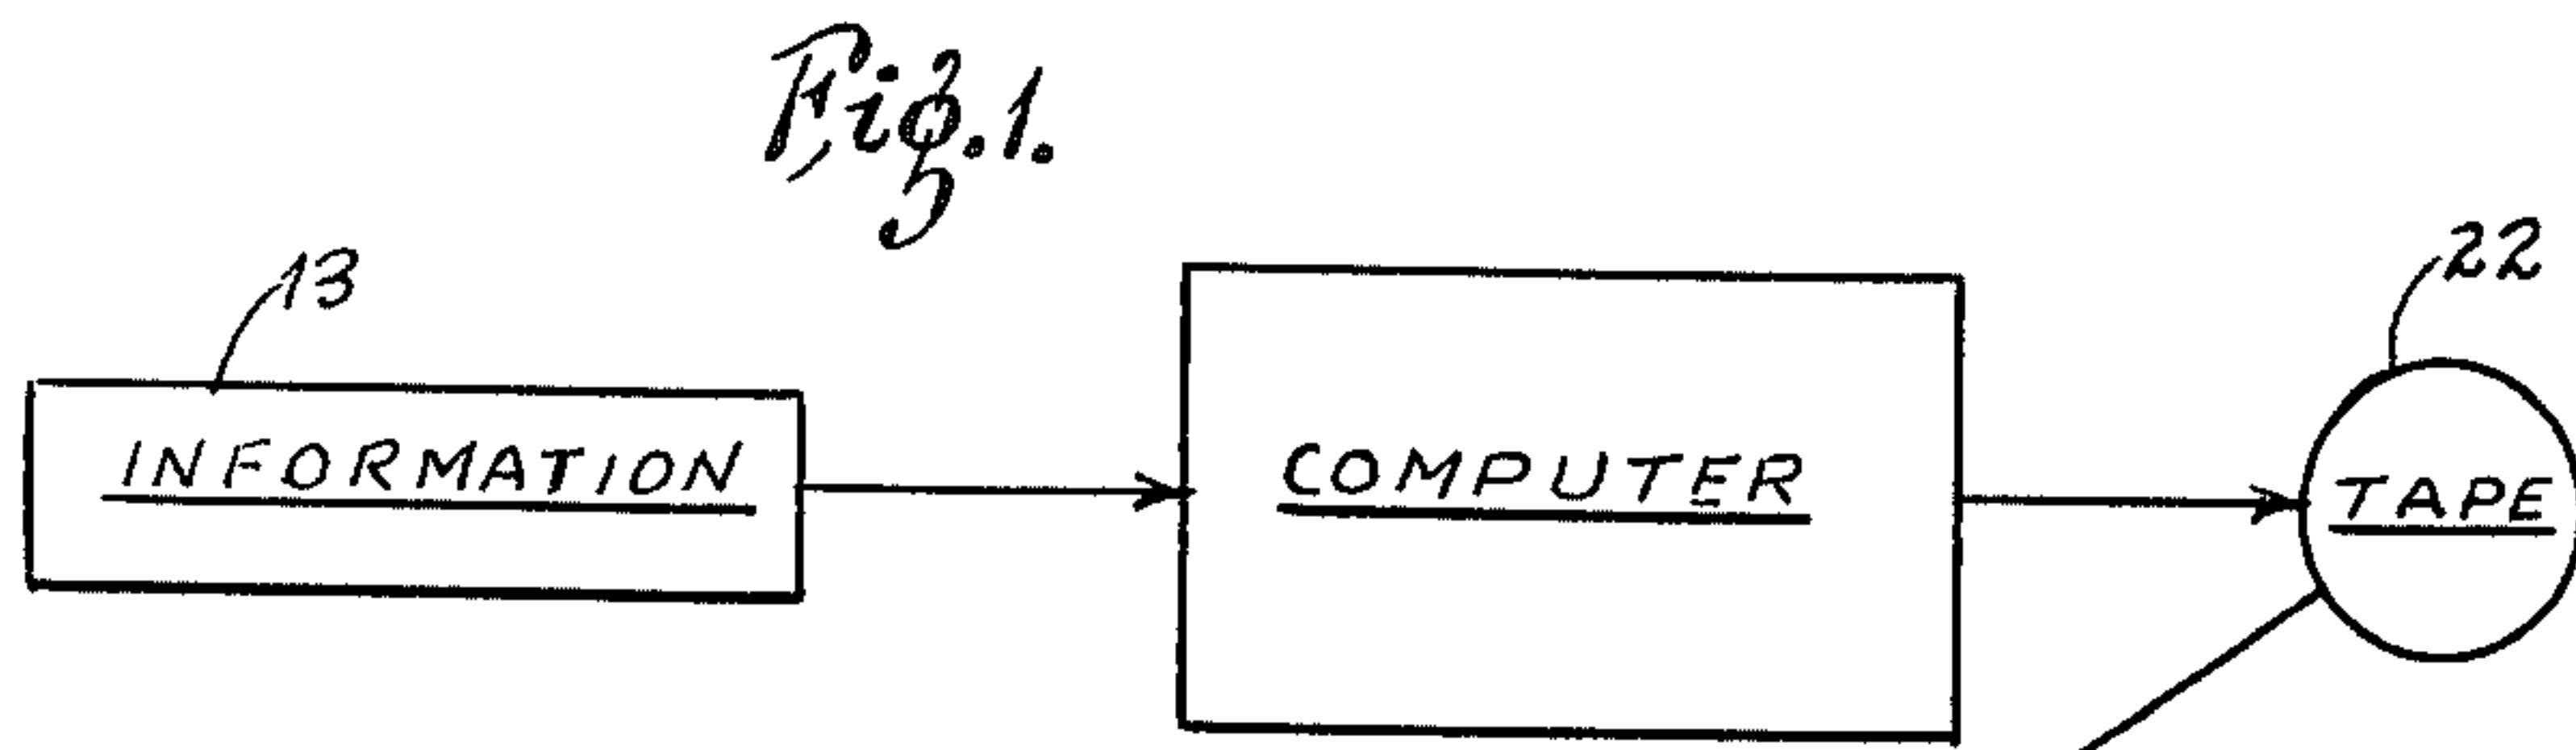 Fig. 1.
13
22
INFORMATION
COMPUTER
TAPE